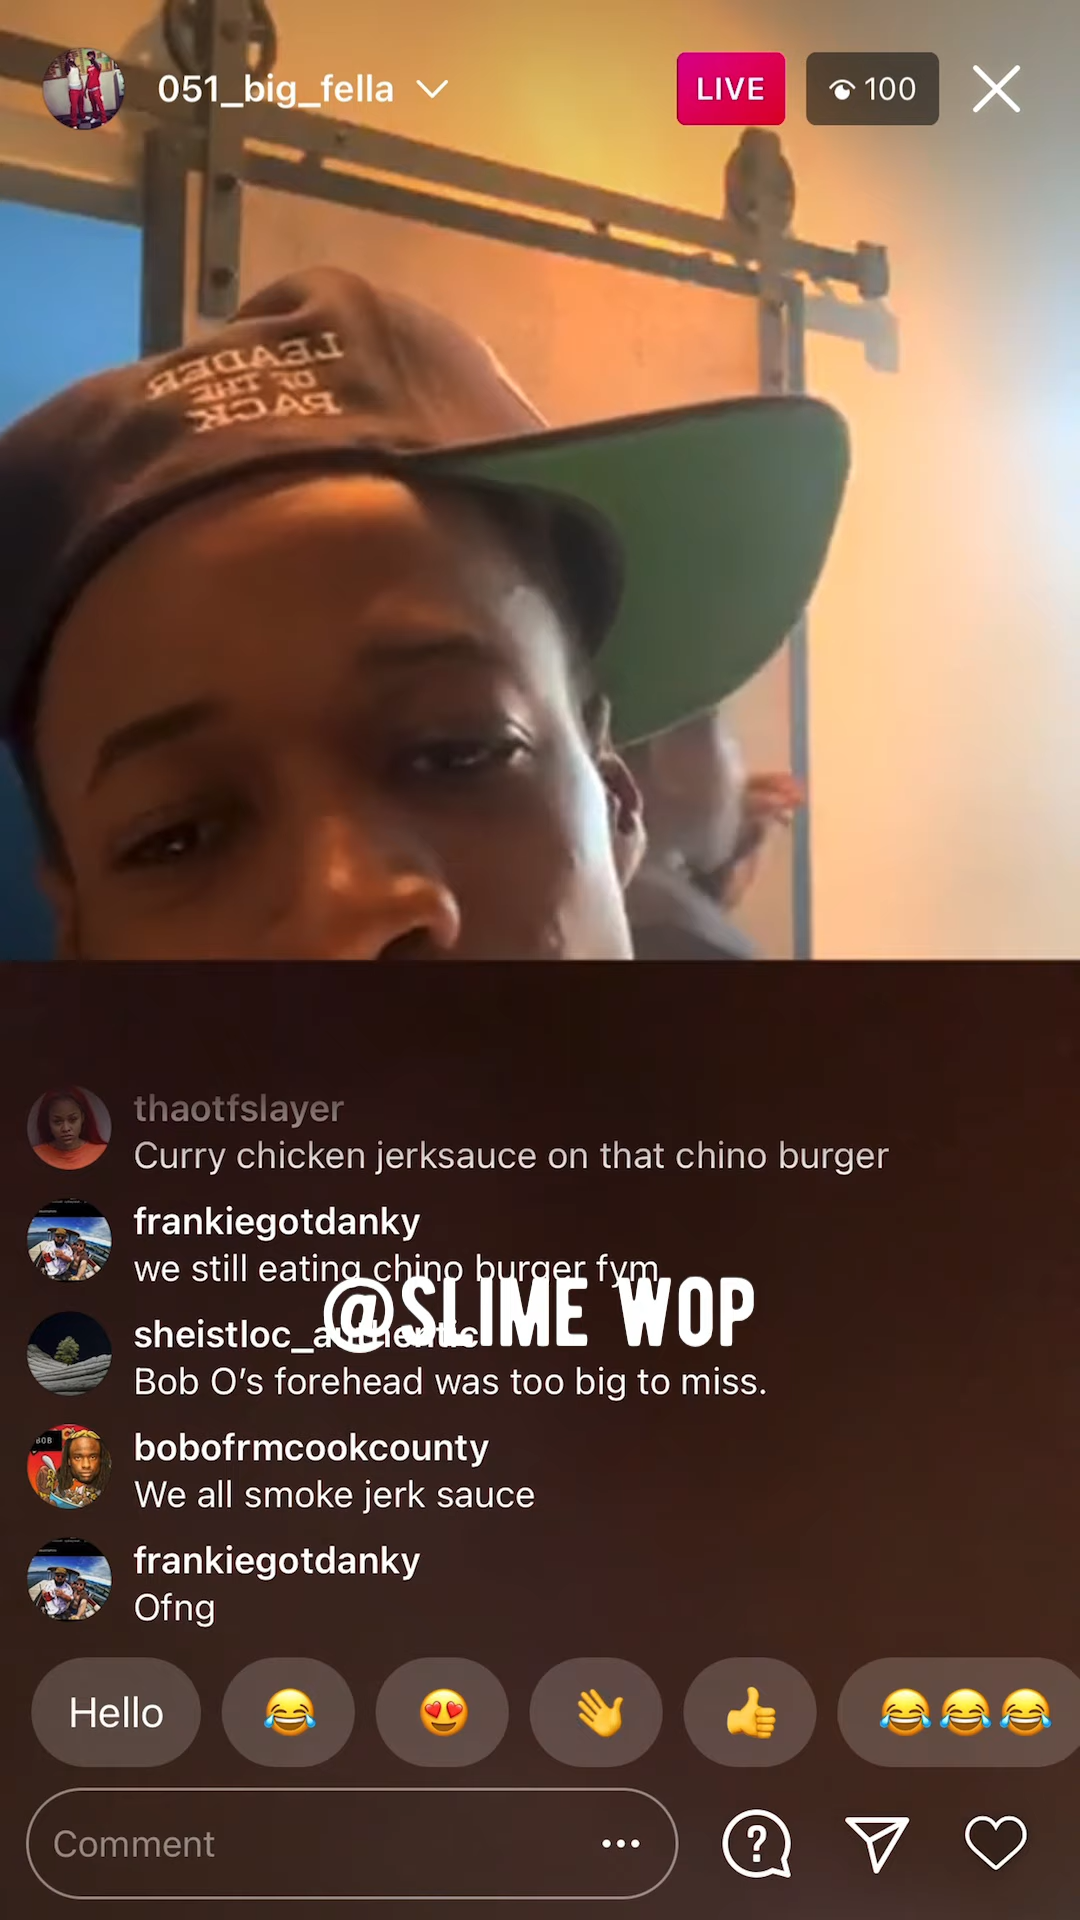 051_big_fella
LIVE
100
LEADER
OF THE
PACK
thaotfslayer
Curry chicken jerksauce on that chino burger
frankiegotdanky
we still eating chino burger fym
@SLIME WOP
sheistloc_authentic
Bob O's forehead was too big to miss.
BOB
bobofrmcookcounty
We all smoke jerk sauce
frankiegotdanky
Ofng
Hello
Comment